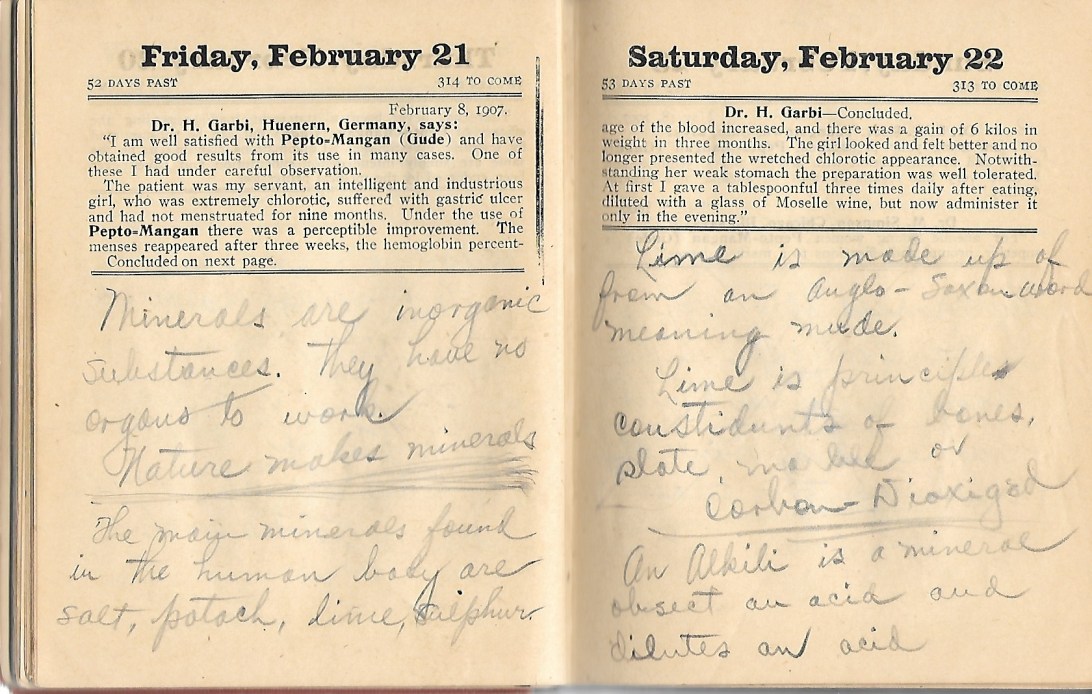 Friday, February 21
52 DAYS PAST 314 TO COME
February 8, 1907.
Dr. H. Garbi, Huenern, Germany, says:
"I am well satisfied with Pepto=Mangan (Gude) and have
obtained good results from its use in many cases. One of
these I had under careful observation.
The patient was my servant, an intelligent and industrious
girl, who was extremely chlorotic, suffered with gastric ulcer
and had not menstruated for nine months. Under the use of
Pepto=Mangan there was a perceptible improvement. The
menses reappeared after three weeks, the hemoglobin percent-
Concluded on next page.
Minerals are inorganic
substances. They have no
organs to work.
Nature makes minerals
The main minerals found
in the human body are
salt, potach, lime, sulphur.
Saturday, February 22
53 DAYS PAST 313 TO COME
Dr. H. Garbi—Concluded.
age of the blood increased, and there was a gain of 6 kilos in
weight in three months. The girl looked and felt better and no
longer presented the wretched chlorotic appearance. Notwith-
standing her weak stomach the preparation was well tolerated.
At first I gave a tablespoonful three times daily after eating,
diluted with a glass of Moselle wine, but now administer it
only in the evening."
Lime is made up of
from an Anglo-Saxon word
meaning mude.
Lime is principles
constidunts of bones,
slate, or
Carbon-Dioxiged
An Alkili is a mineral
obsect an acid and
dilutes an acid